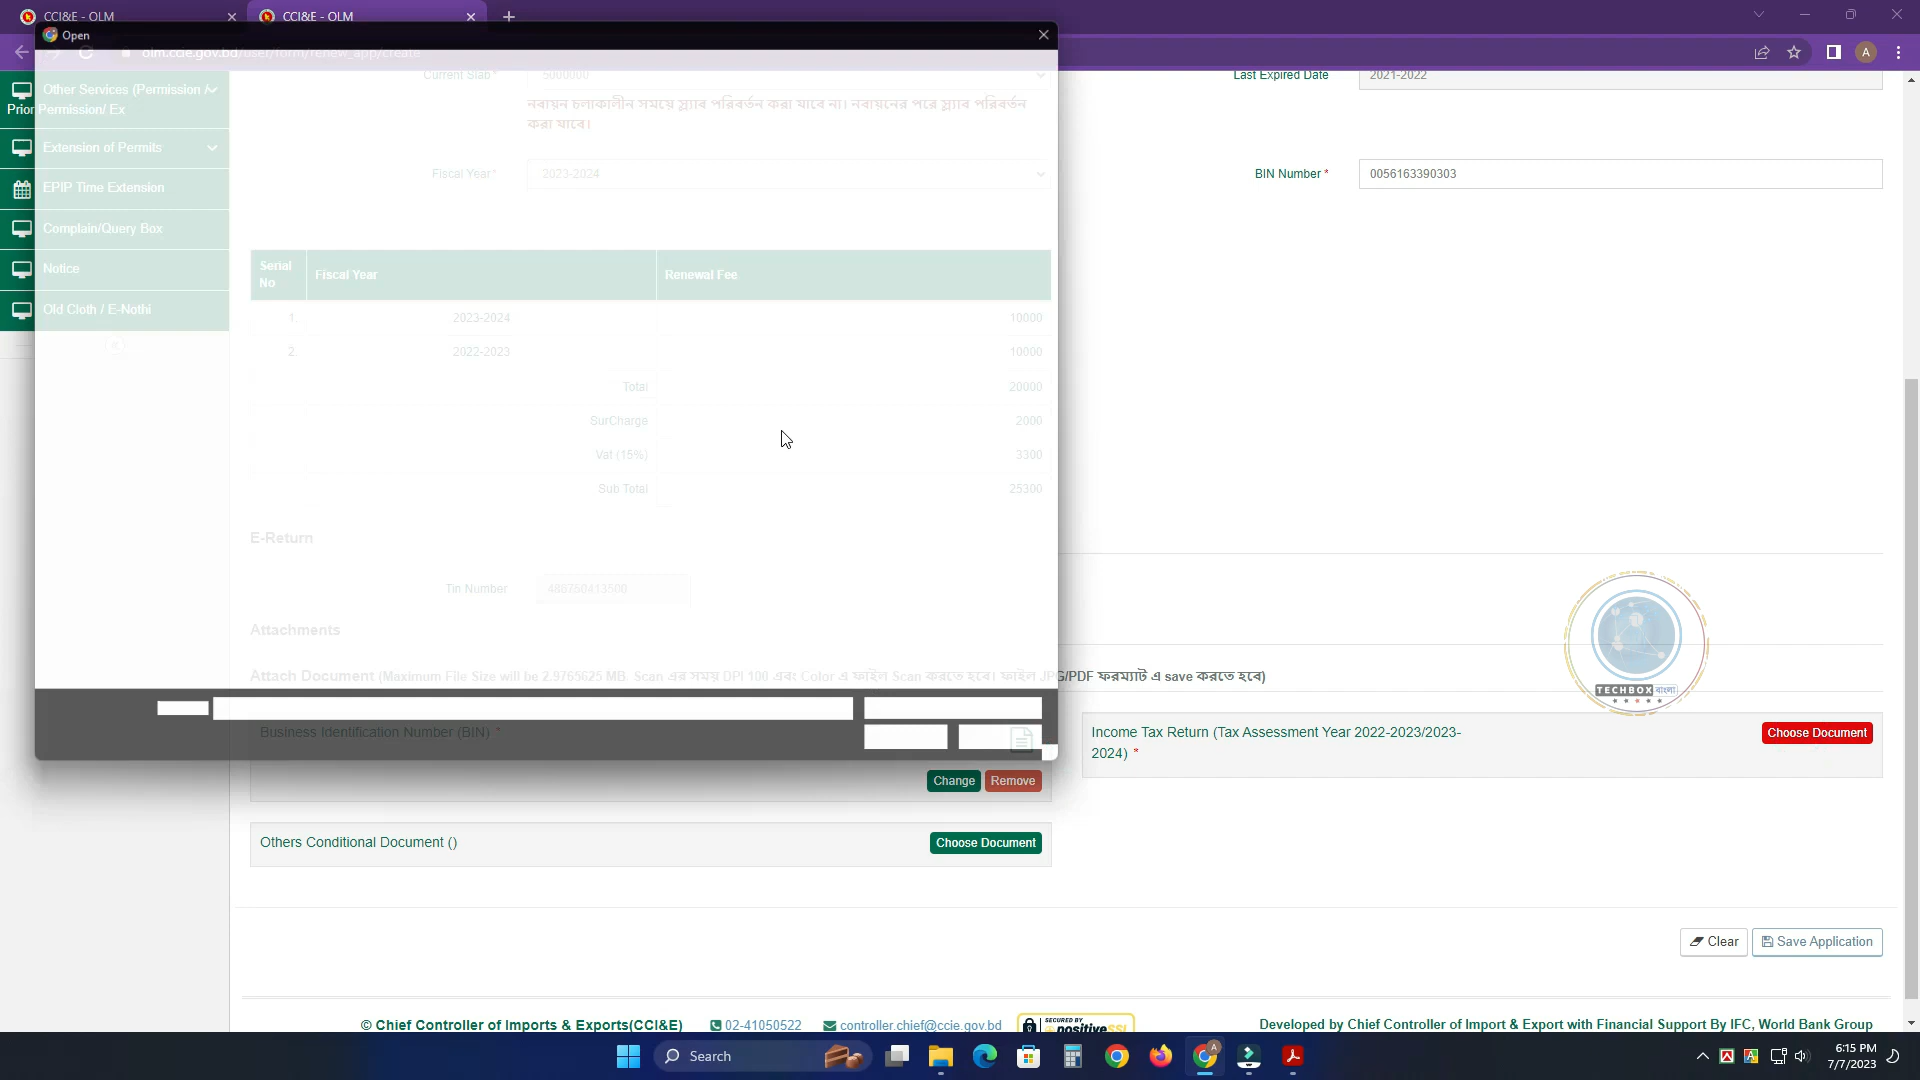 CCI&E - OLM
CCI&E - OLM
Open
olm.ccie.gov.bd/user/form/renew_app/create
A
Other Services (Permission /
Prior Permission/ Ex
Extension of Permits
EPIP Time Extension
Complain/Query Box
Notice
Old Cloth / E-Nothi
Current Slab *
5000000
Last Expired Date
2021-2022
নবায়ন চলাকালীন সময়ে স্ল্যাব পরিবর্তন করা যাবে না। নবায়নের পরে স্ল্যাব পরিবর্তন
করা যাবে।
Fiscal Year*
2023-2024
BIN Number *
0056163390303
Serial No
Fiscal Year
Renewal Fee
1. 2023-2024 10000
2. 2022-2023 10000
Total 20000
SurCharge 2000
Vat (15%) 3300
Sub Total 25300
E-Return
Tin Number
488750413500
Attachments
Attach Document (Maximum File Size will be 2.9765625 MB. Scan এর সময় DPI 100 এবং Color এ ফাইল Scan করতে হবে। ফাইল JPG/PDF ফরম্যাট এ save করতে হবে)
TECHBOX বাংলা
Business Identification Number (BIN) *
Change
Remove
Income Tax Return (Tax Assessment Year 2022-2023/2023-
2024) *
Choose Document
Others Conditional Document ()
Choose Document
Clear
Save Application
© Chief Controller of Imports & Exports(CCI&E)
02-41050522
controller.chief@ccie.gov.bd
SECURED BY
positiveSSL
Developed by Chief Controller of Import & Export with Financial Support By IFC, World Bank Group
Search
6:15 PM
7/7/2023